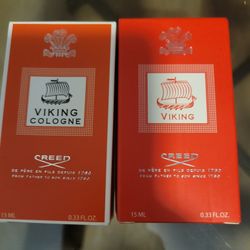 VIKING
COLOGNE
CREED
DE PÈRE EN FILS DEPUIS 1760
FROM FATHER TO SON SINCE 1760
15 ML 0.33 FL.OZ.
VIKING
CREED
DE PÈRE EN FILS DEPUIS 1760
FROM FATHER TO SON SINCE 1760
15 ML 0.33 FL.OZ.